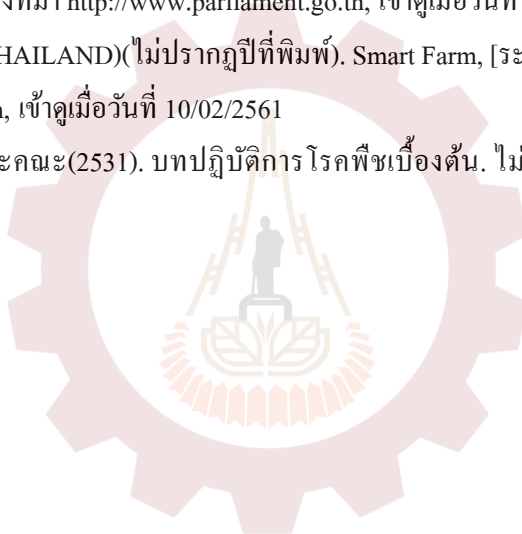 งที่มา http://www.parliament.go.th, เข้าดูเมื่อวันที่
HAILAND)(ไม่ปรากฏปีที่พิมพ์). Smart Farm, [ระ
, เข้าดูเมื่อวันที่ 10/02/2561
ะคณะ(2531). บทปฏิบัติการโรคพืชเบื้องต้น. ไม่